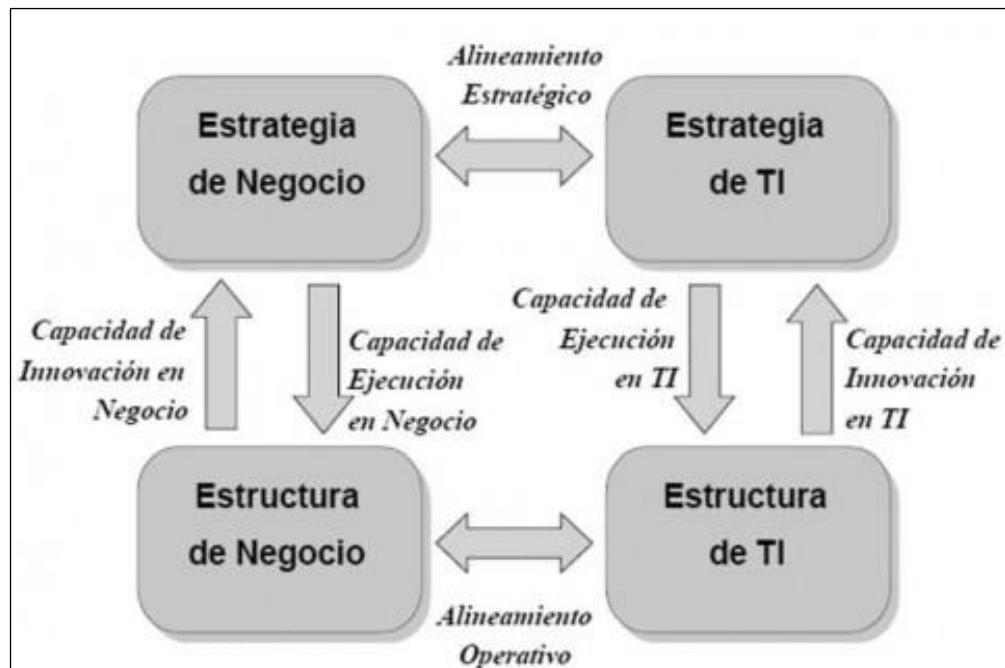 Alineamiento
Estratégico
Estrategia
de Negocio
Estrategia
de TI
Capacidad de
Innovación en
Negocio
Capacidad de
Ejecución
en Negocio
Capacidad de
Ejecución
en TI
Capacidad de
Innovación
en TI
Estructura
de Negocio
Estructura
de TI
Alineamiento
Operativo